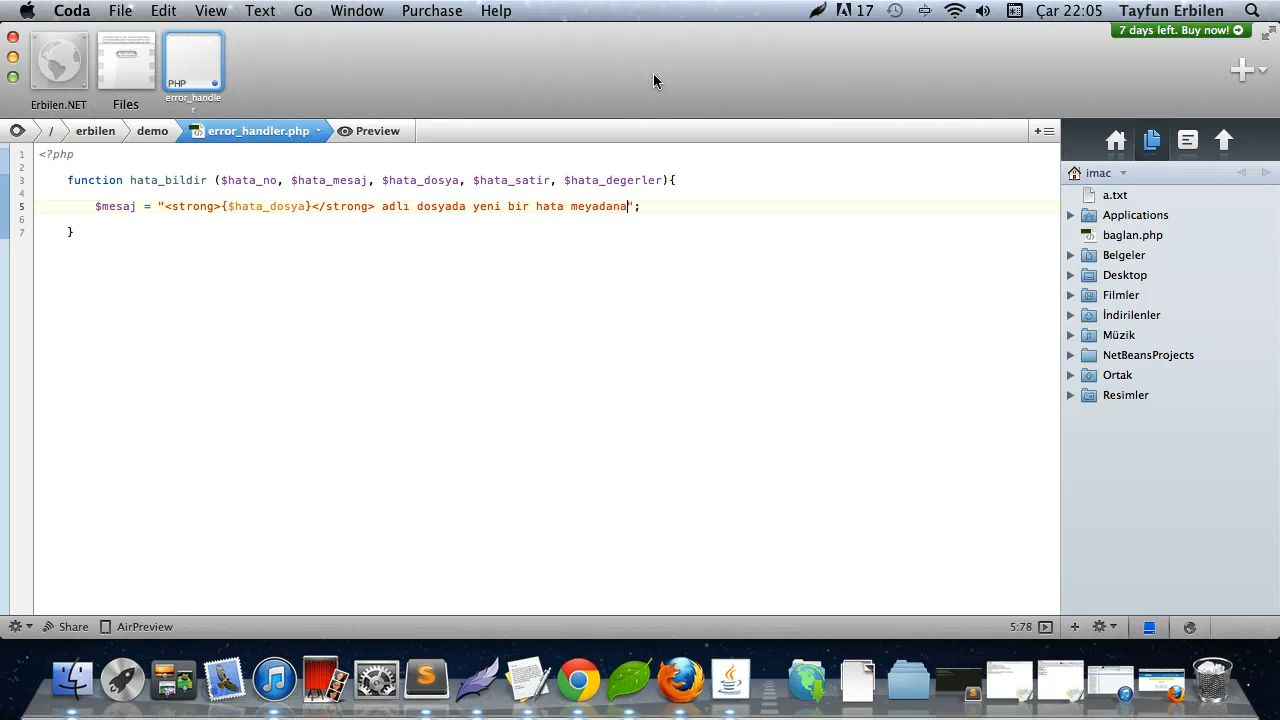 Coda File Edit View Text Go Window Purchase Help 17 Çar 22:05 Tayfun Erbilen
7 days left. Buy now!
PHP
Erbilen.NET Files error_handler
/ erbilen demo error_handler.php Preview
imac
1 <?php
2
3 function hata_bildir ($hata_no, $hata_mesaj, $hata_dosya, $hata_satir, $hata_degerler){
4
5 $mesaj = "<strong>{$hata_dosya}</strong> adlı dosyada yeni bir hata meyadana";
6
7 }
a.txt
Applications
baglan.php
Belgeler
Desktop
Filmler
İndirilenler
Müzik
NetBeansProjects
Ortak
Resimler
Share AirPreview 5:78